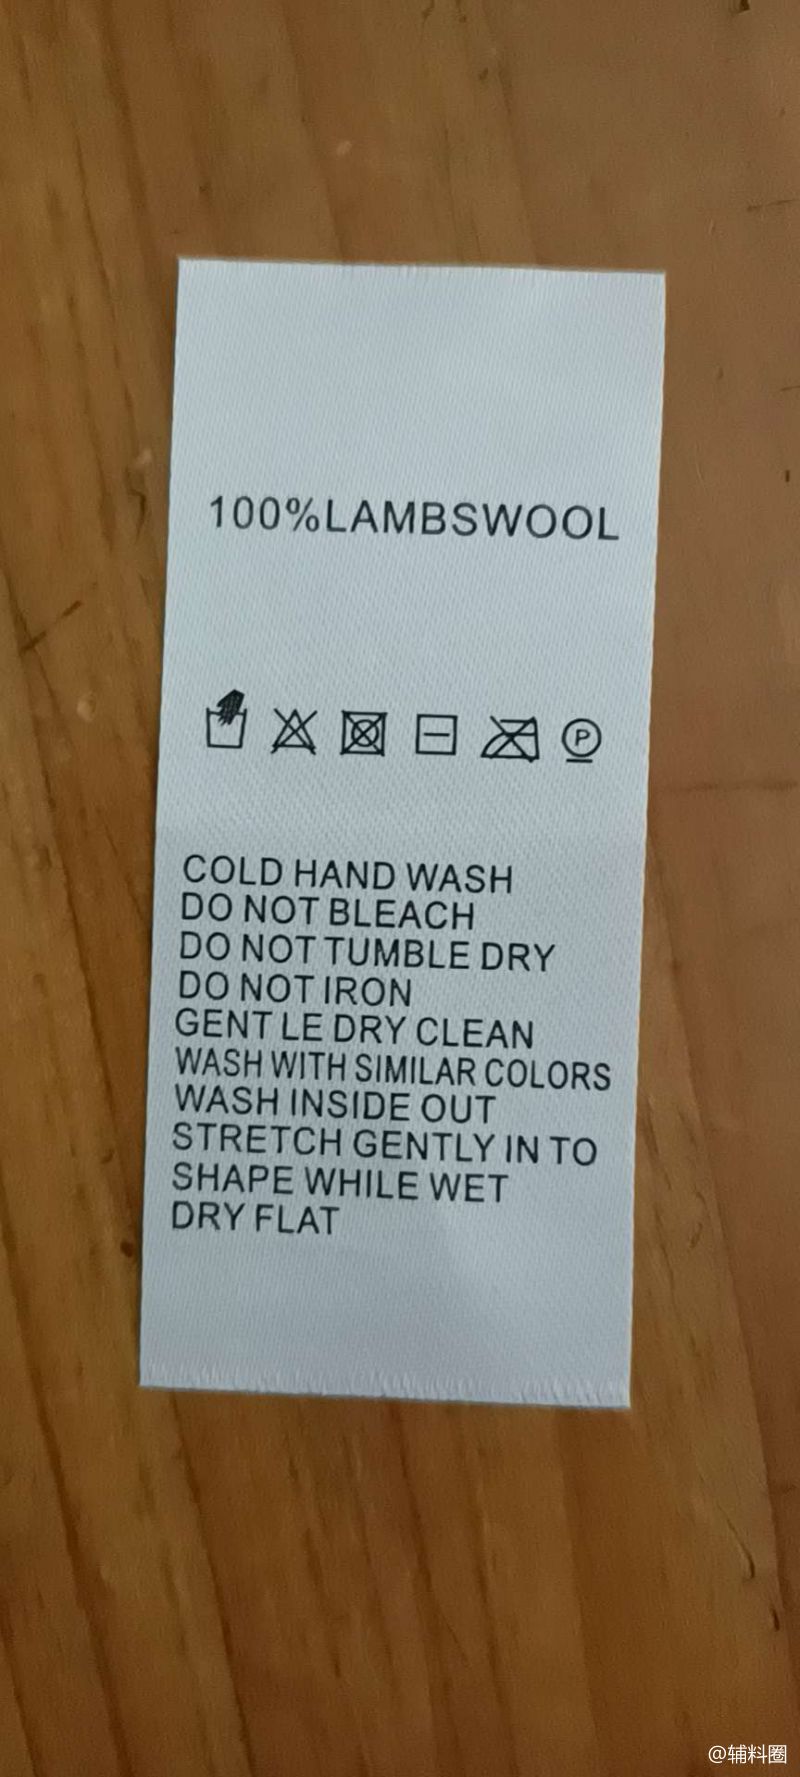 100%LAMBSWOOL
P
COLD HAND WASH
DO NOT BLEACH
DO NOT TUMBLE DRY
DO NOT IRON
GENT LE DRY CLEAN
WASH WITH SIMILAR COLORS
WASH INSIDE OUT
STRETCH GENTLY IN TO
SHAPE WHILE WET
DRY FLAT
@辅料圈